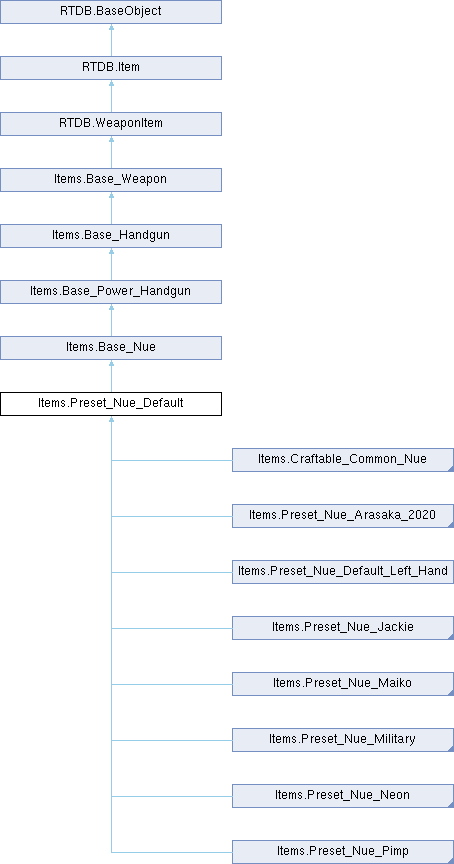 RTDB.BaseObject
RTDB.Item
RTDB.WeaponItem
Items.Base_Weapon
Items.Base_Handgun
Items.Base_Power_Handgun
Items.Base_Nue
Items.Preset_Nue_Default
Items.Craftable_Common_Nue
Items.Preset_Nue_Arasaka_2020
Items.Preset_Nue_Default_Left_Hand
Items.Preset_Nue_Jackie
Items.Preset_Nue_Maiko
Items.Preset_Nue_Military
Items.Preset_Nue_Neon
Items.Preset_Nue_Pimp